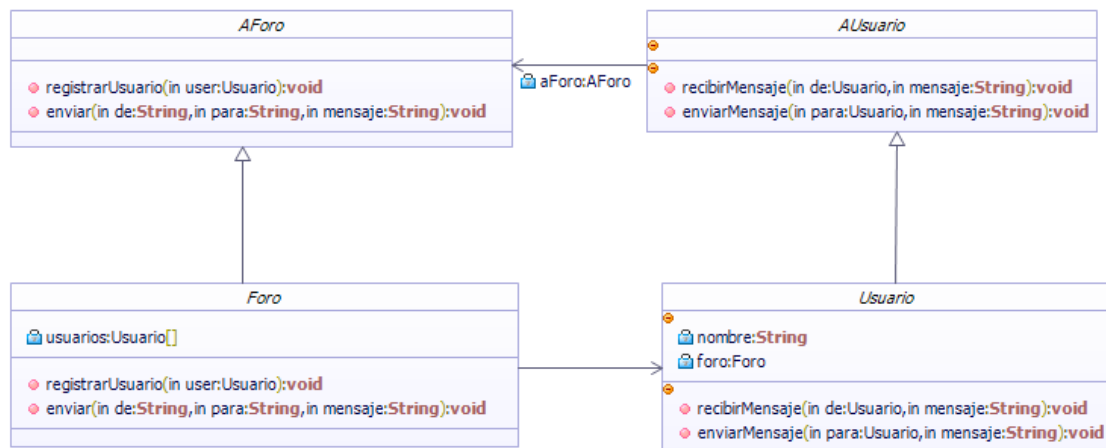 AForo
registrarUsuario(in user:Usuario):void
enviar(in de:String,in para:String,in mensaje:String):void
aForo:AForo
AUsuario
recibirMensaje(in de:Usuario,in mensaje:String):void
enviarMensaje(in para:Usuario,in mensaje:String):void
Foro
usuarios:Usuario[]
registrarUsuario(in user:Usuario):void
enviar(in de:String,in para:String,in mensaje:String):void
Usuario
nombre:String
foro:Foro
recibirMensaje(in de:Usuario,in mensaje:String):void
enviarMensaje(in para:Usuario,in mensaje:String):void